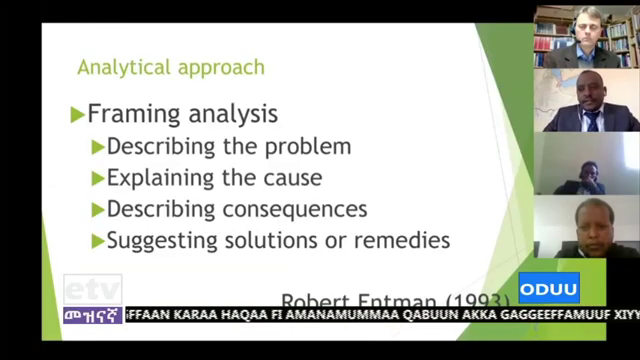 Analytical approach
Framing analysis
Describing the problem
Explaining the cause
Describing consequences
Suggesting solutions or remedies
Robert Entman (1993)
etv
ODUU
መዝናኛ
GFFAAN KARAA HAQAA FI AMANAMUMMAA QABUUN AKKA GAGGEEFFAMUUF XIYY